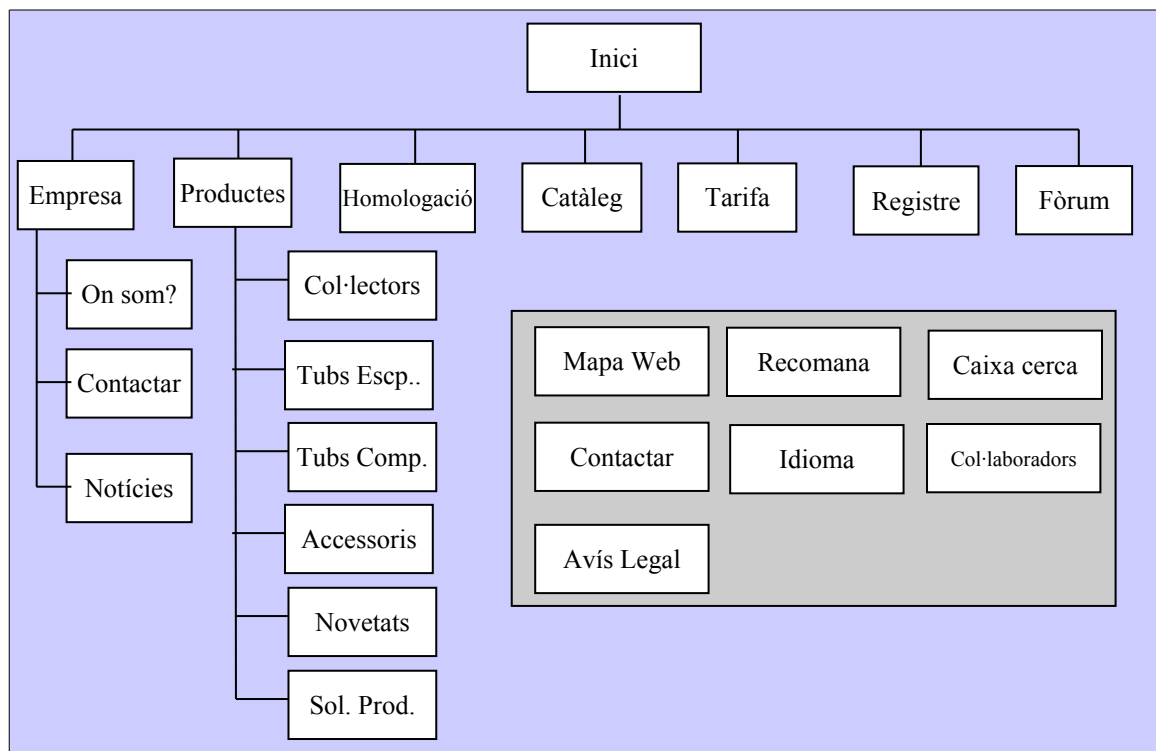 Inici
Empresa
Productes
Homologació
Catàleg
Tarifa
Registre
Fòrum
On som?
Contactar
Notícies
Col·lectors
Tubs Escp..
Tubs Comp.
Accessoris
Novetats
Sol. Prod.
Mapa Web
Recomana
Caixa cerca
Contactar
Idioma
Col·laboradors
Avís Legal